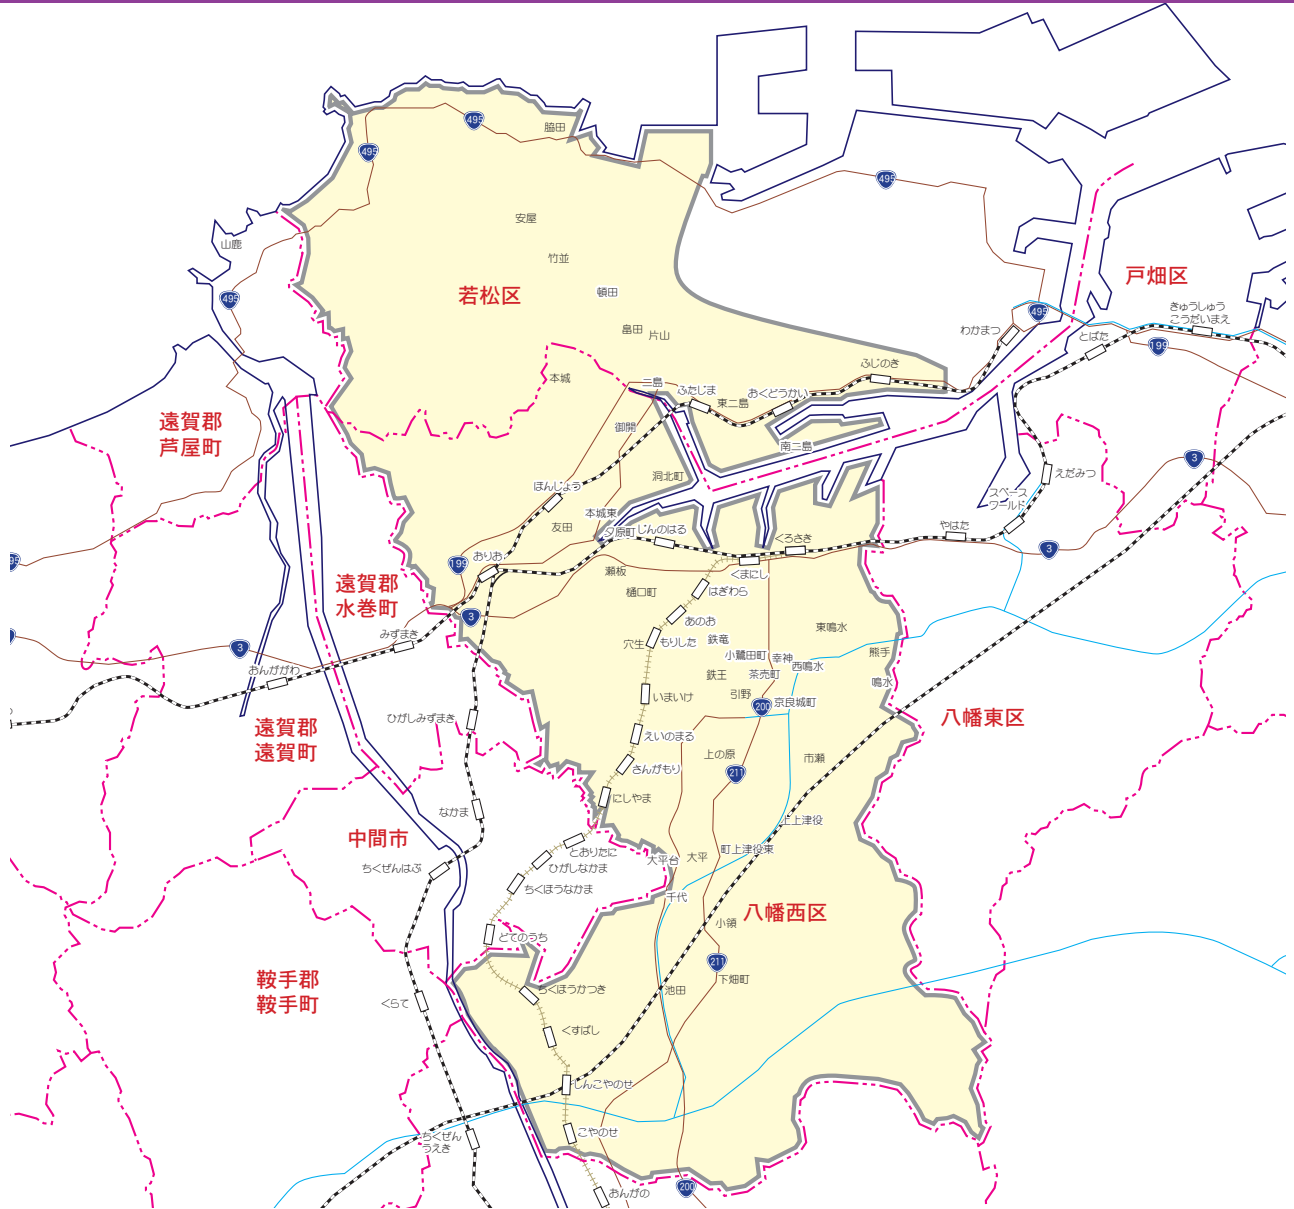 495
脇田
495
495
安屋
山鹿
戸畑区
竹並
若松区
頓田
495
きゅうしゅう
こうだいまえ
495
島田
片山
わかまつ
とばた
199
ふじのき
本城
二島
ふたじま
おくどうかい
東二島
遠賀郡
芦屋町
御開
南二島
3
洞北町
えだみつ
ほんじょう
スペース
ワールド
本城東
友田
夕原町
じんのはる
くろさき
やはた
3
おりお
199
瀬板
くまにし
遠賀郡
水巻町
樋口町
はぎわら
3
あのお
東鳴水
みずまき
穴生
もりした
鉄竜
3
小鷺田町
幸神
西鳴水
熊手
おんががわ
鉄王
茶売町
鳴水
いまいけ
引野
京良城町
200
ひがしみずまき
八幡東区
遠賀郡
遠賀町
えいのまる
上の原
市瀬
さんがもり
211
にしやま
なかま
上上津役
中間市
とおりたに
町上津役東
ちくぜんはぶ
ひがしなかま
大平台
大平
ちくほうなかま
千代
八幡西区
小嶺
どてのうち
211
鞍手郡
鞍手町
下畑町
ちくほうかつき
池田
くらて
くすばし
しんこやのせ
ちくぜん
うえき
こやのせ
200
おんがの